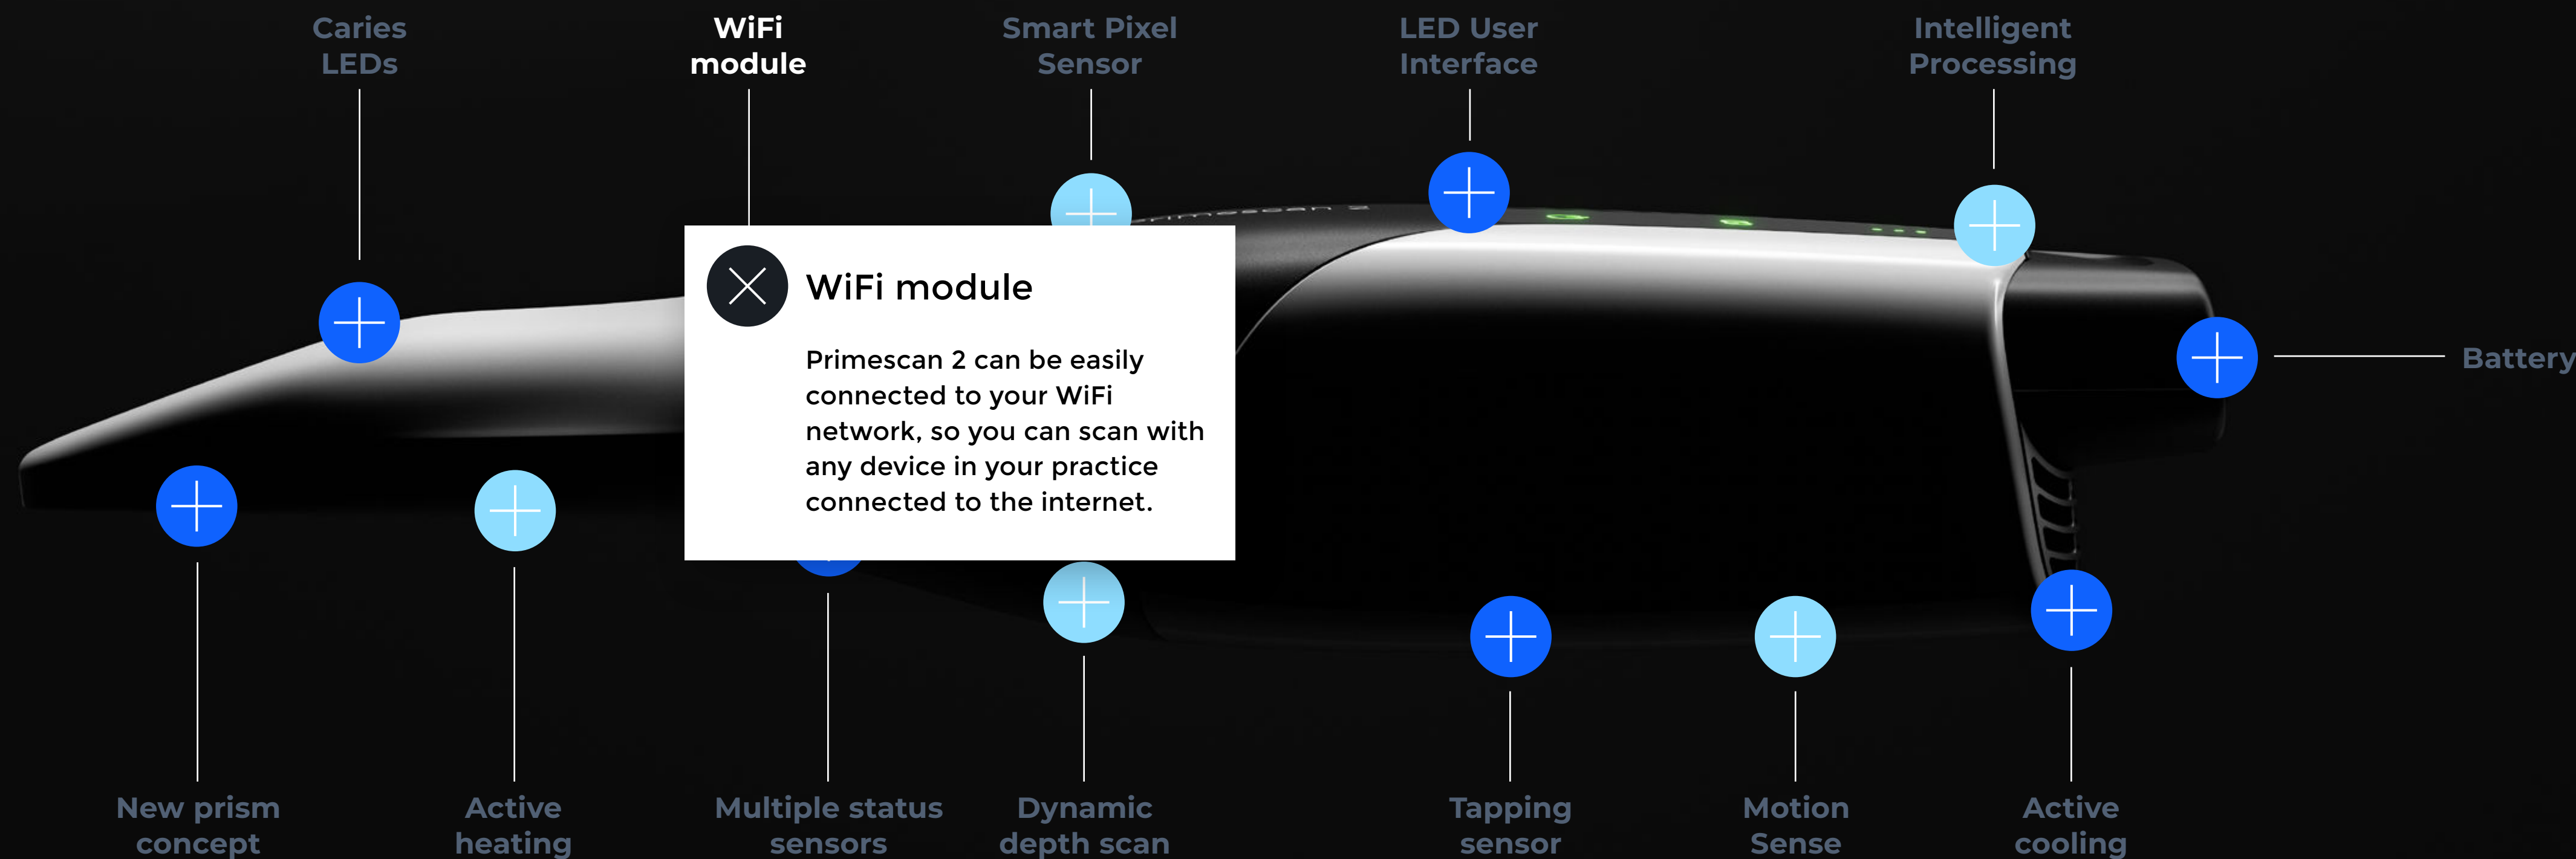 Caries
LEDs
WiFi
module
Smart Pixel
Sensor
LED User
Interface
Intelligent
Processing
primescan 2
WiFi module
Primescan 2 can be easily
connected to your WiFi
network, so you can scan with
any device in your practice
connected to the internet.
Battery
New prism
concept
Active
heating
Multiple status
sensors
Dynamic
depth scan
Tapping
sensor
Motion
Sense
Active
cooling